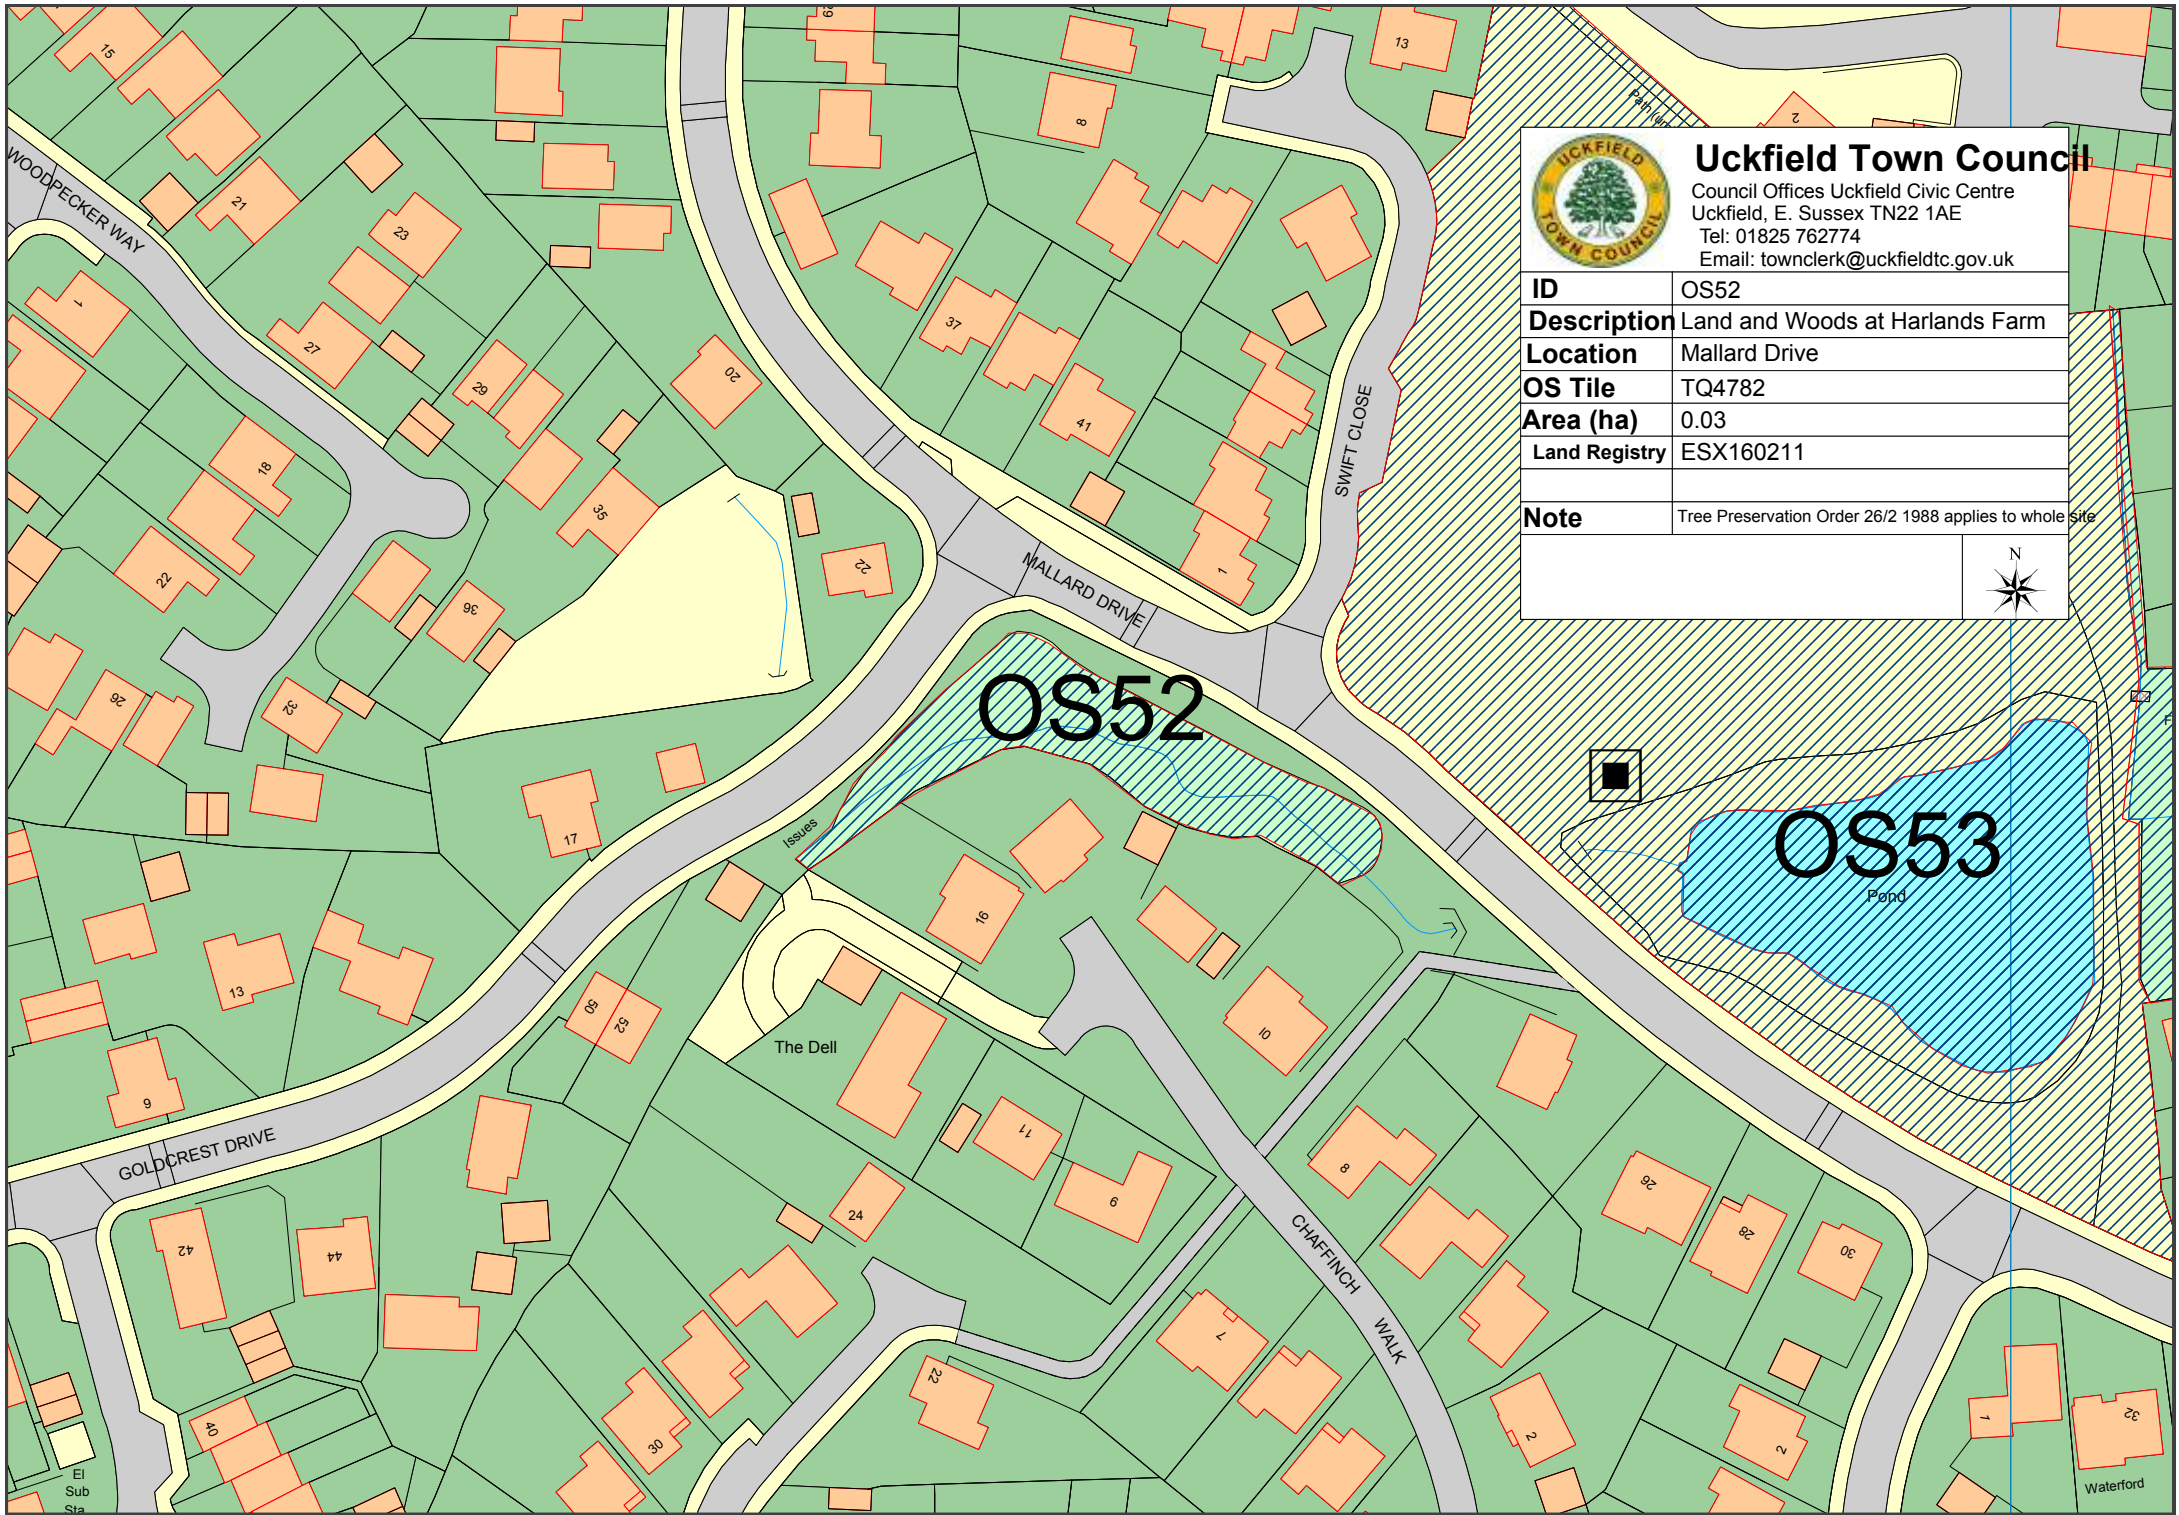 UCKFIELD
TOWN COUNCIL
Uckfield Town Council
Council Offices Uckfield Civic Centre
Uckfield, E. Sussex TN22 1AE
Tel: 01825 762774
Email: townclerk@uckfieldtc.gov.uk
ID OS52
Description Land and Woods at Harlands Farm
Location Mallard Drive
OS Tile TQ4782
Area (ha) 0.03
Land Registry ESX160211
Note Tree Preservation Order 26/2 1988 applies to whole site
N
15
13
8
2
Path
WOODPECKER WAY
21
23
1
27
29
20
37
41
SWIFT CLOSE
18
35
22
22
36
1
MALLARD DRIVE
26
32
OS52
OS53
Pond
17
Issues
16
13
50
52
10
The Dell
9
11
8
GOLDCREST DRIVE
24
9
26
28
30
42
44
CHAFFINCH
WALK
7
22
40
30
2
2
1
32
El
Sub
Sta
Waterford